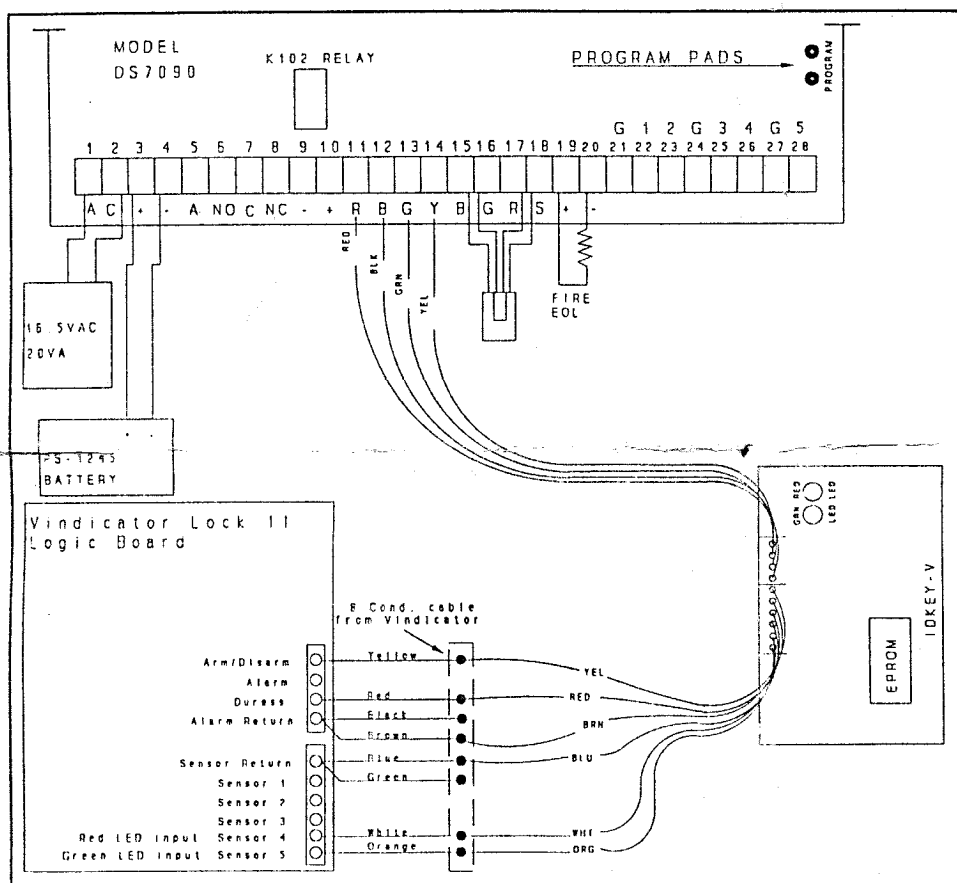 MODEL
DS7090
K102 RELAY
PROGRAM PADS
PROGRAM
G 1 2 G 3 4 G 5
1 2 3 4 5 6 7 8 9 10 11 12 13 14 15 16 17 18 19 20 21 22 23 24 25 26 27 28
A C + - A NO C NC - + R B G Y B G R S + -
RED
BLK
GRN
YEL
FIRE
EOL
16.5VAC
20VA
+ -
PS-1245
BATTERY
Vindicator Lock 11
Logic Board
8 Cond. cable
from Vindicator
GRN RED
LED LED
IDKEY-V
EPROM
Arm/Disarm Yellow YEL
Alarm
Duress Red RED
Alarm Return Black
Brown BRN
Sensor Return Blue BLU
Sensor 1 Green
Sensor 2
Sensor 3
Red LED Input Sensor 4 White WHT
Green LED Input Sensor 5 Orange ORG